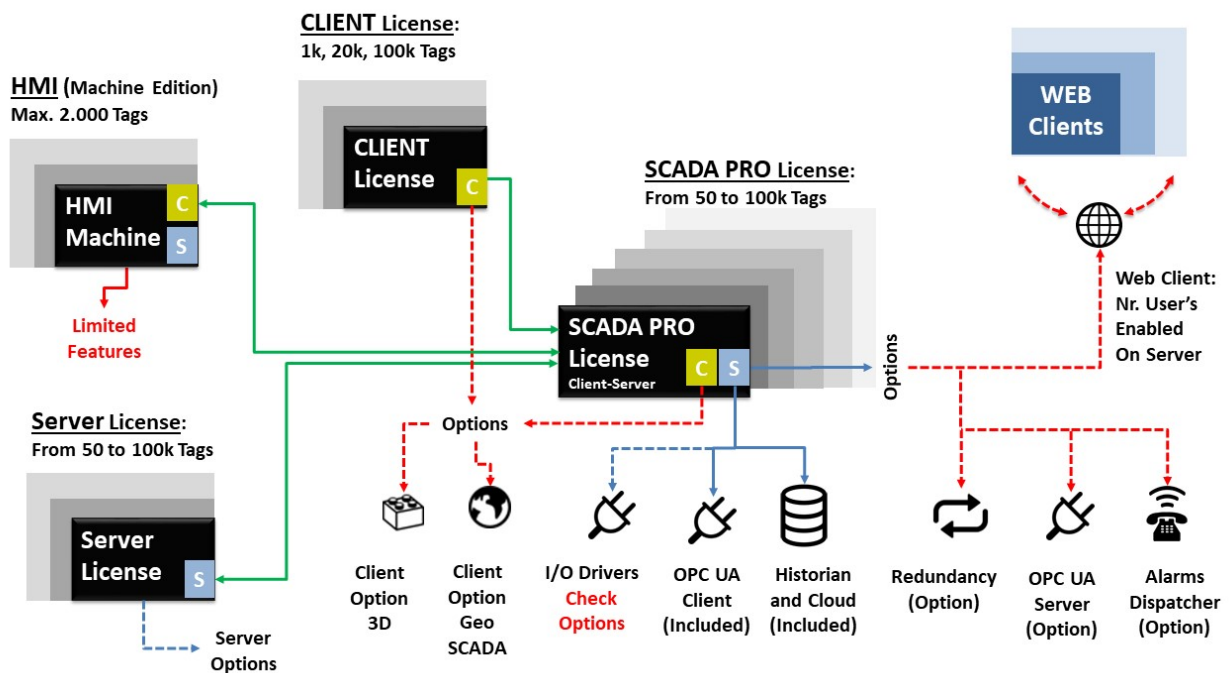 CLIENT License:
1k, 20k, 100k Tags
HMI (Machine Edition)
Max. 2.000 Tags
CLIENT
License
C
HMI
Machine
C
S
Limited
Features
SCADA PRO License:
From 50 to 100k Tags
SCADA PRO
License
Client-Server
C
S
Options
WEB
Clients
Web Client:
Nr. User's
Enabled
On Server
Server License:
From 50 to 100k Tags
Server
License
S
Server
Options
Options
Client
Option
3D
Client
Option
Geo
SCADA
I/O Drivers
Check
Options
OPC UA
Client
(Included)
Historian
and Cloud
(Included)
Redundancy
(Option)
OPC UA
Server
(Option)
Alarms
Dispatcher
(Option)